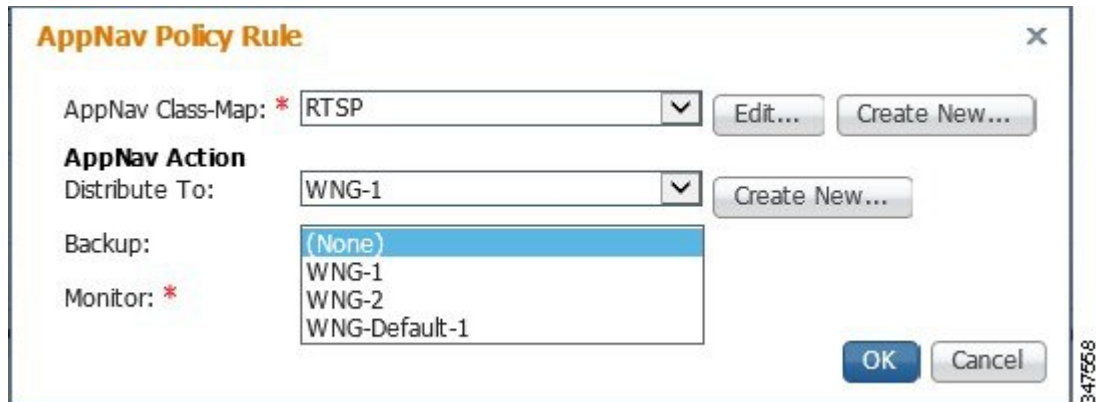 AppNav Policy Rule
AppNav Class-Map: * RTSP Edit... Create New...
AppNav Action
Distribute To: WNG-1 Create New...
Backup: (None)
WNG-1
Monitor: * WNG-2
WNG-Default-1
OK Cancel
347558